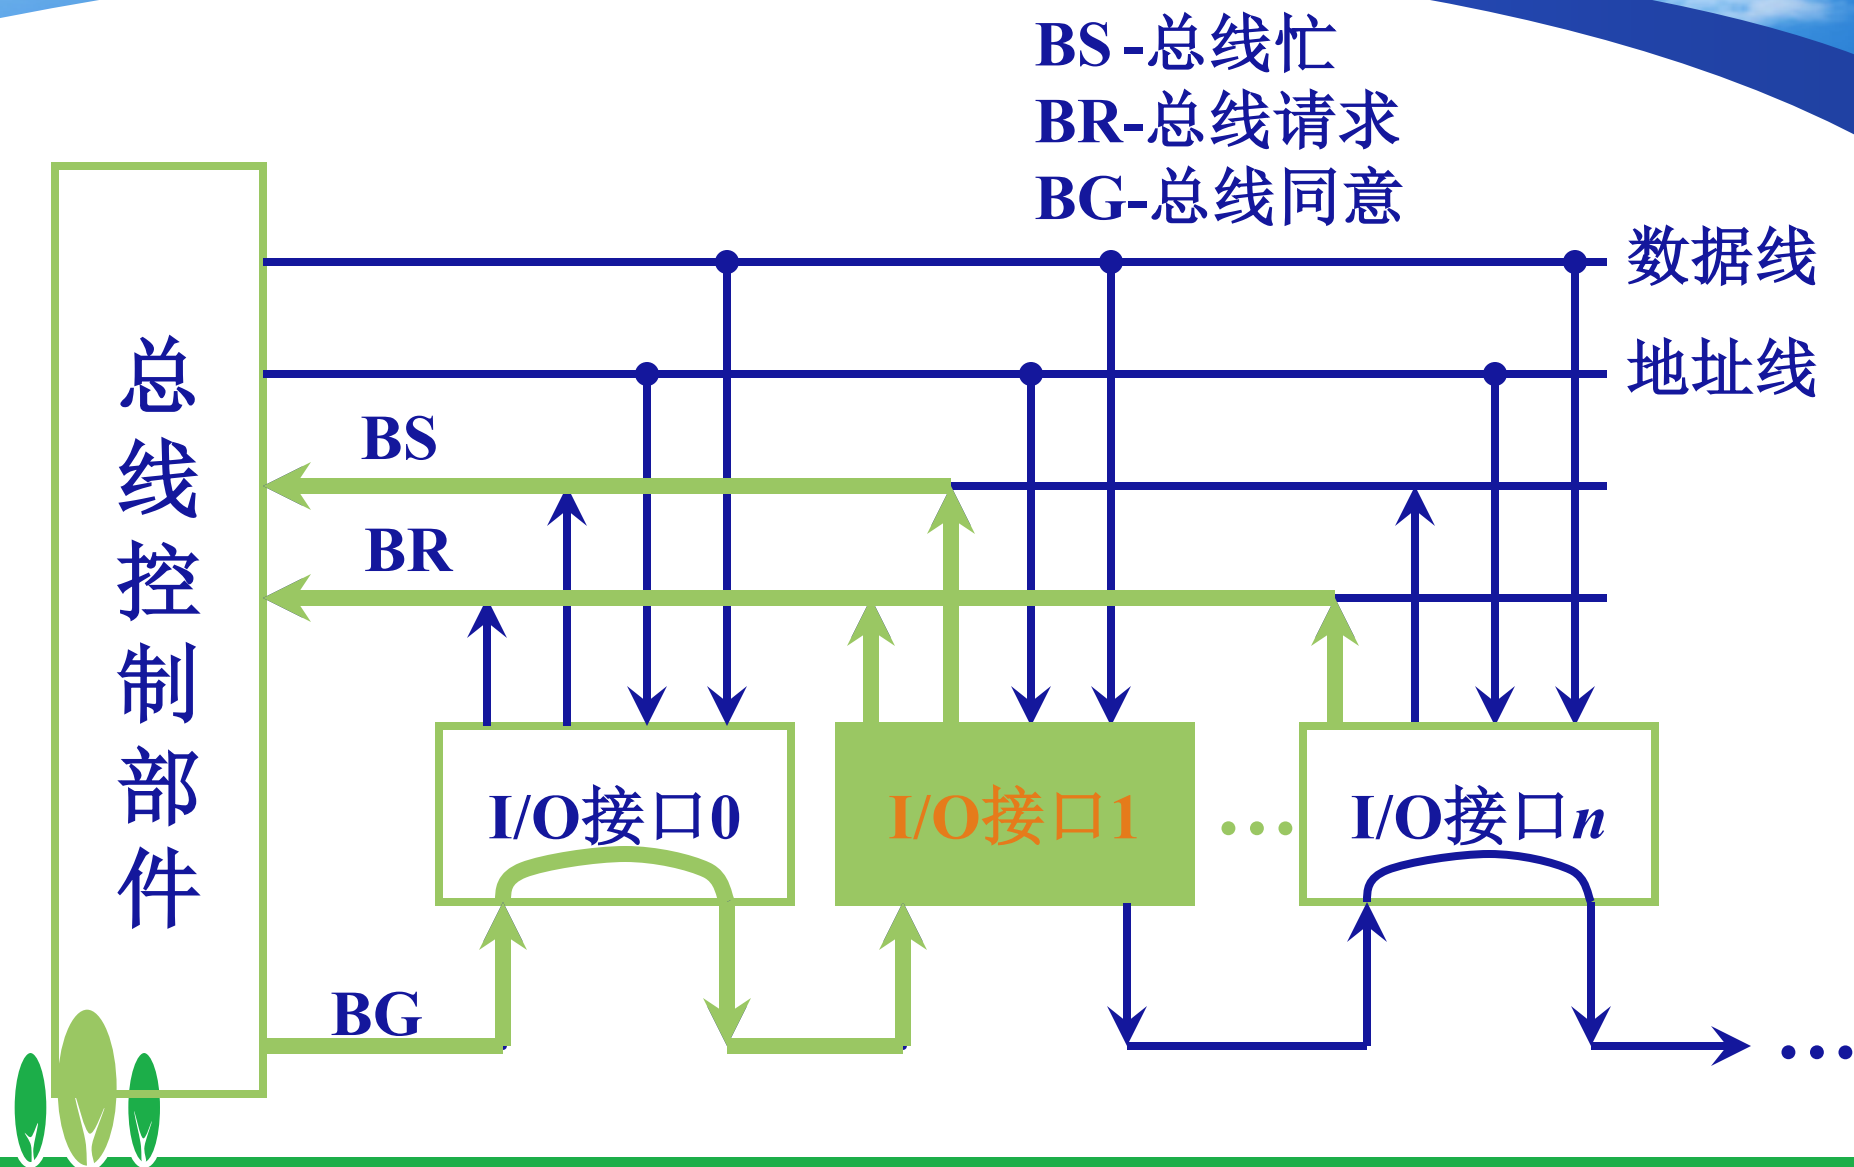 BS-总线忙
BR-总线请求
BG-总线同意
数据线
地址线
BS
BR
总线控制部件
I/O接口0
I/O接口1
…
I/O接口n
BG
…